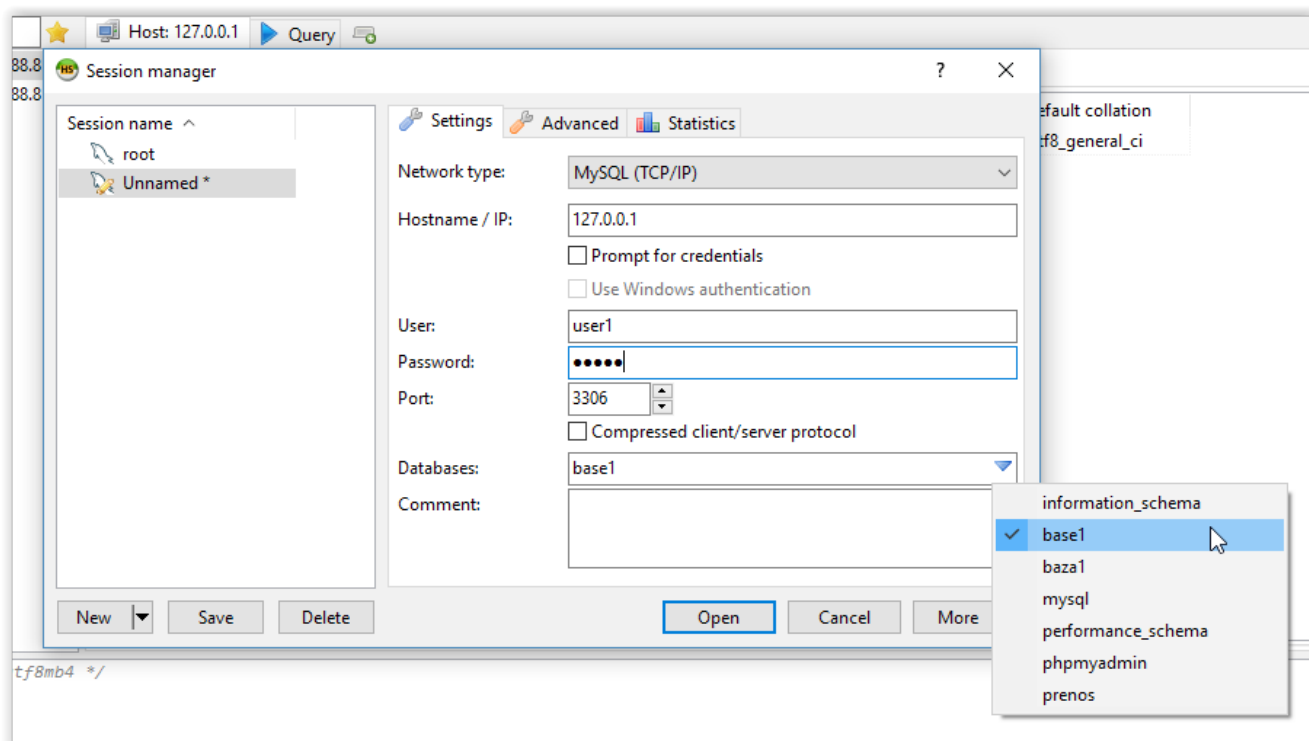 Host: 127.0.0.1
Query
88.8
88.8
HS
Session manager
?
Session name
root
Unnamed *
Settings
Advanced
Statistics
Network type:
MySQL (TCP/IP)
Hostname / IP:
127.0.0.1
Prompt for credentials
Use Windows authentication
User:
user1
Password:
●●●●●
Port:
3306
Compressed client/server protocol
Databases:
base1
Comment:
New
Save
Delete
Open
Cancel
More
efault collation
tf8_general_ci
information_schema
base1
baza1
mysql
performance_schema
phpmyadmin
prenos
tf8mb4 */